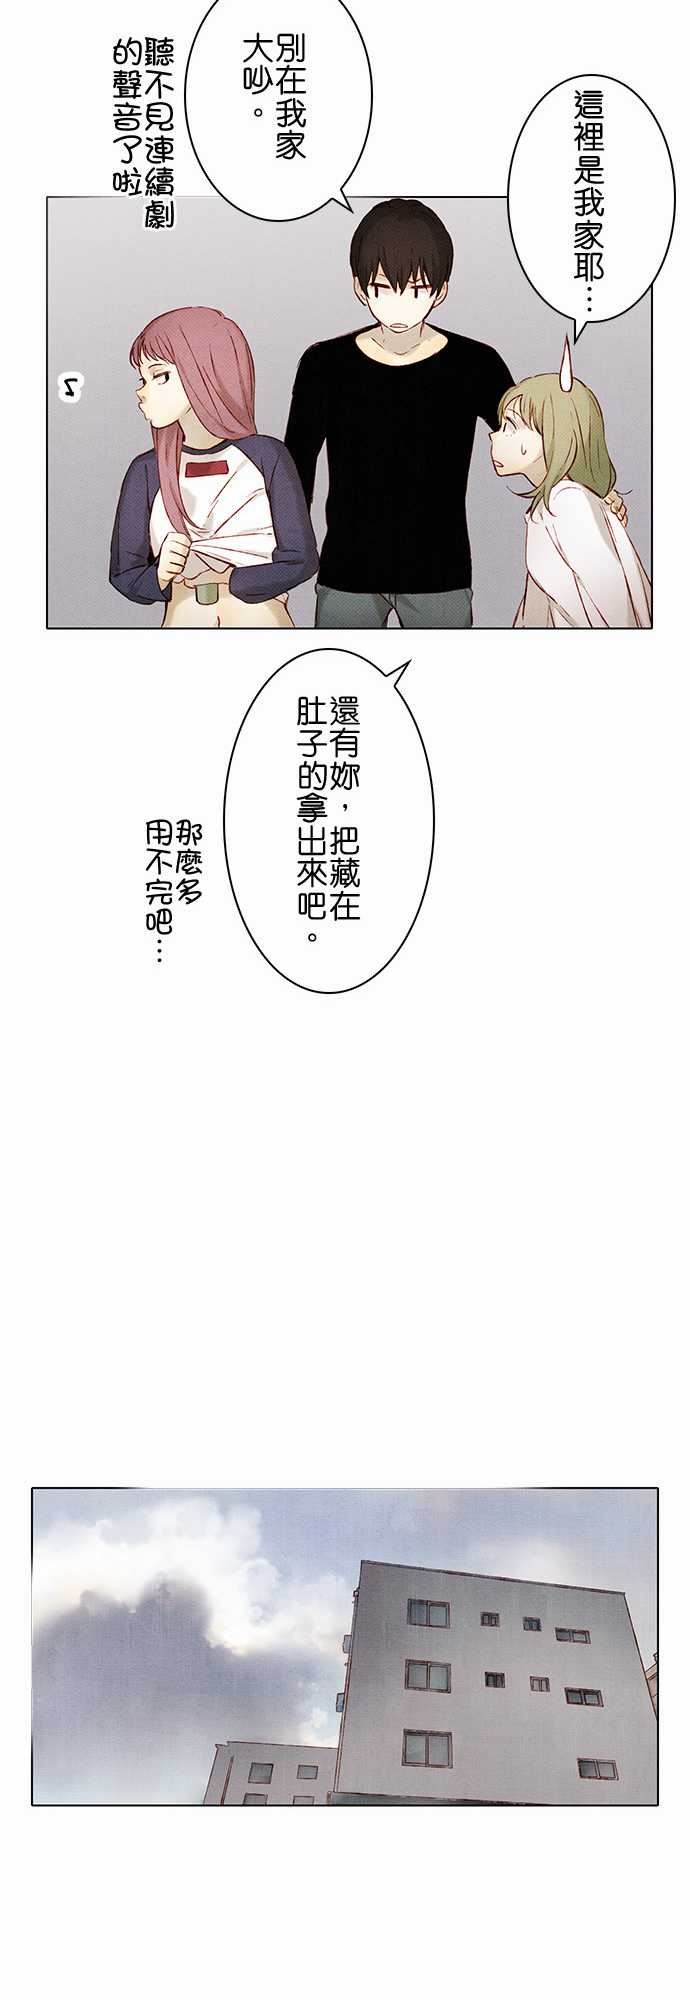 這裡是我家耶…
別在我家
大吵。
聽不見連續劇
的聲音了啦
還有妳，把藏在
肚子的拿出來吧。
那麼多
用不完吧…